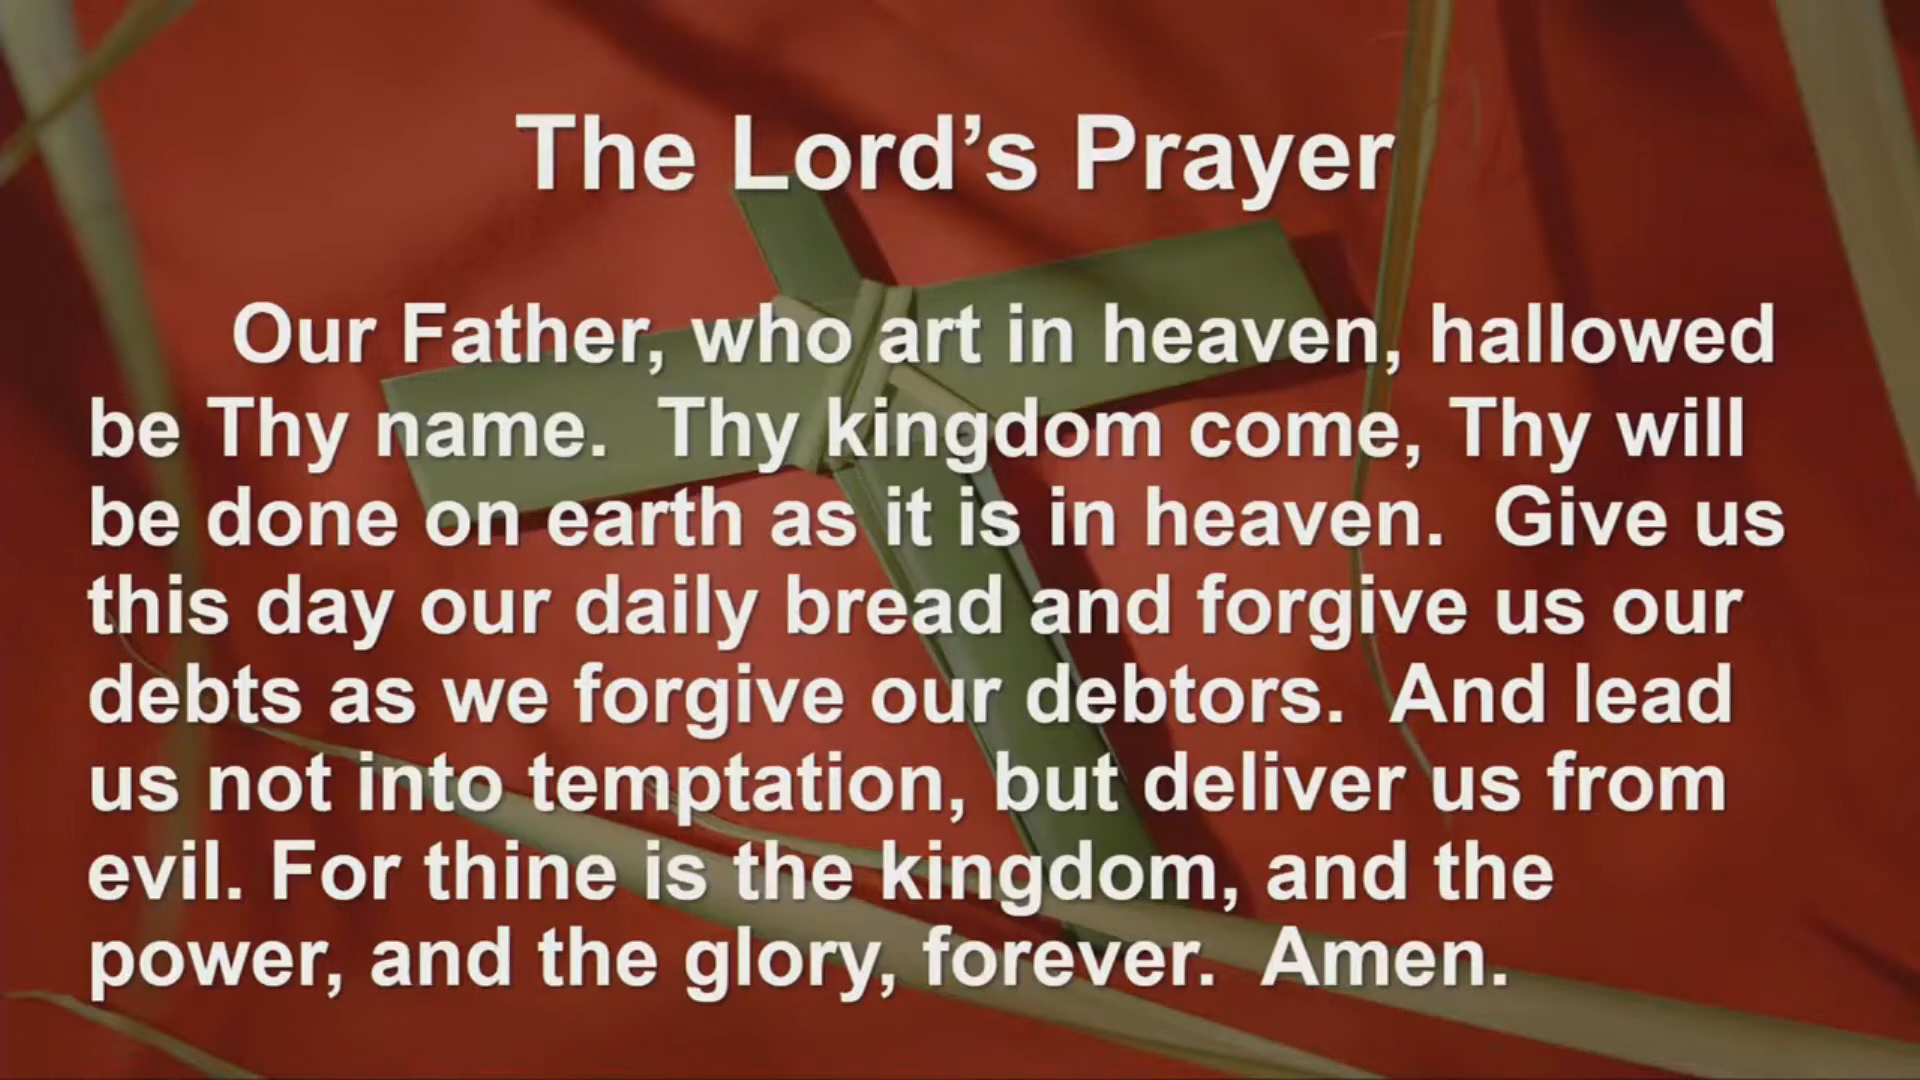 The Lord’s Prayer
Our Father, who art in heaven, hallowed
be Thy name.  Thy kingdom come, Thy will
be done on earth as it is in heaven.  Give us
this day our daily bread and forgive us our
debts as we forgive our debtors.  And lead
us not into temptation, but deliver us from
evil. For thine is the kingdom, and the
power, and the glory, forever.  Amen.